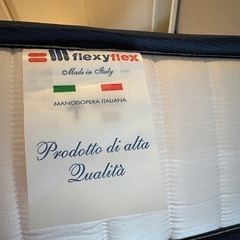 flexyflex
Made in Italy
MANODOPERA ITALIANA
Prodotto di alta
Qualità